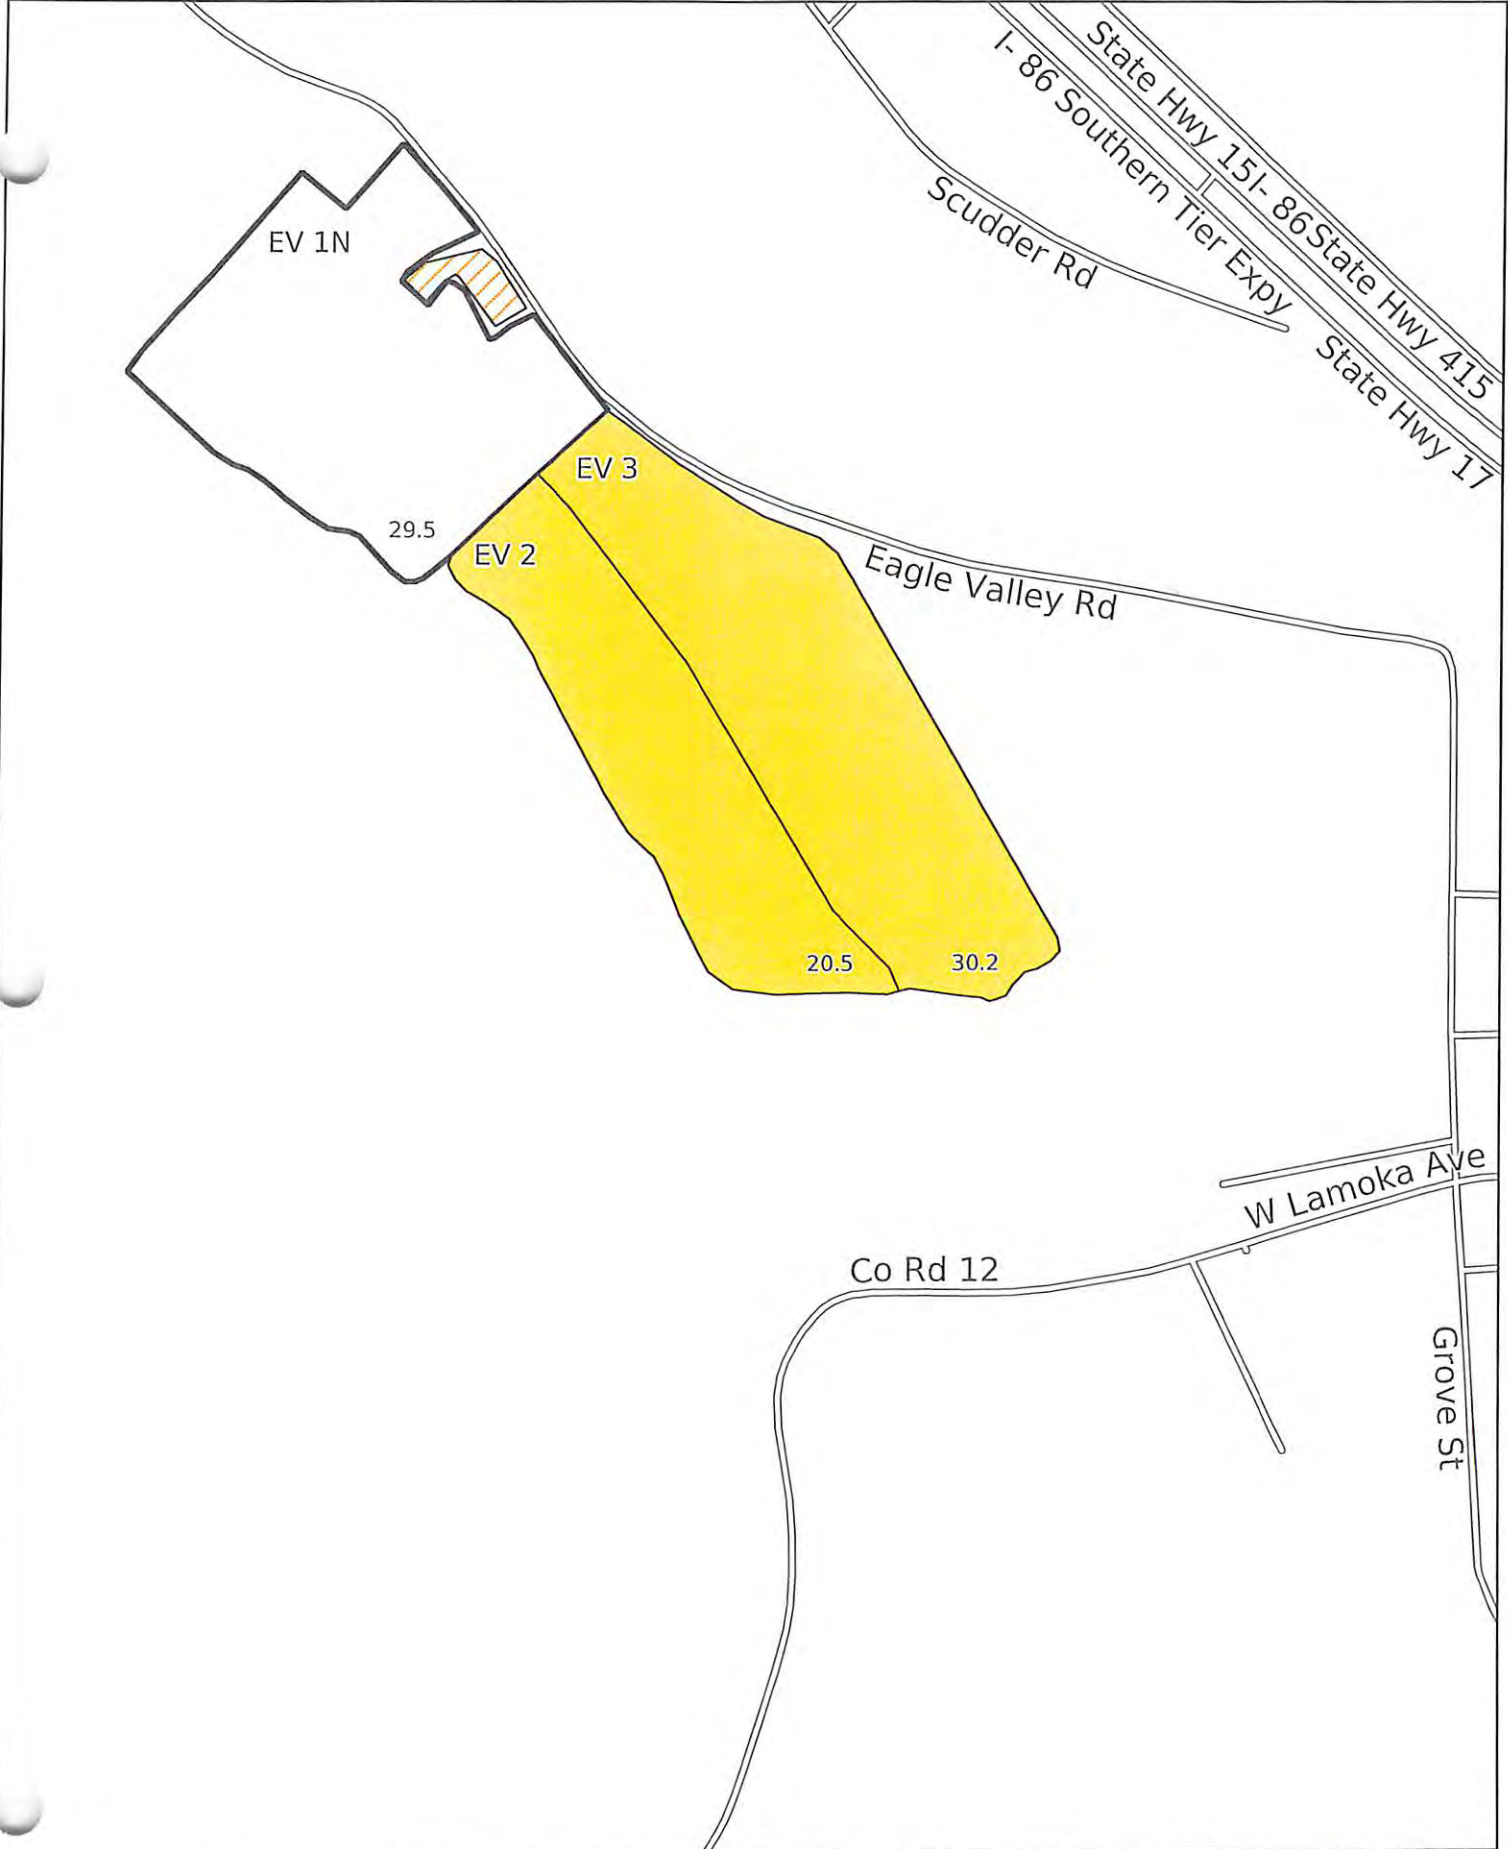 State Hwy 15I- 86State Hwy 415
I- 86 Southern Tier Expy
State Hwy 17
Scudder Rd
EV 1N
EV 3
29.5
EV 2
Eagle Valley Rd
20.5
30.2
W Lamoka Ave
Co Rd 12
Grove St